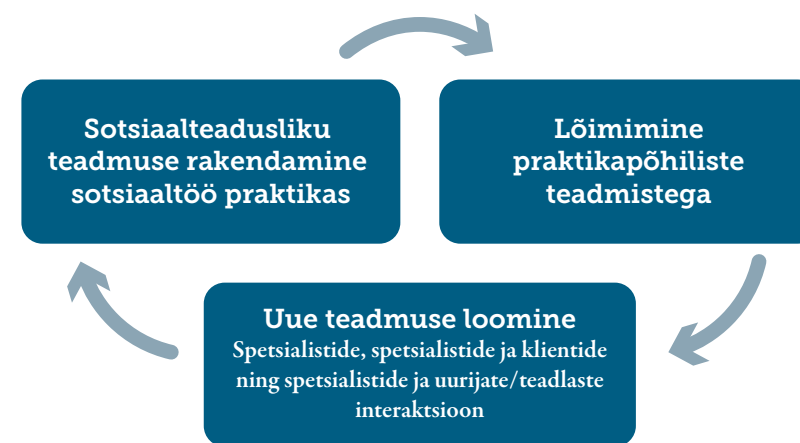 Sotsiaalteadusliku
teadmuse rakendamine
sotsiaaltöö praktikas
Lõimimine
praktikapõhiliste
teadmistega
Uue teadmuse loomine
Spetsialistide, spetsialistide ja klientide
ning spetsialistide ja uurijate/teadlaste
interaktsioon